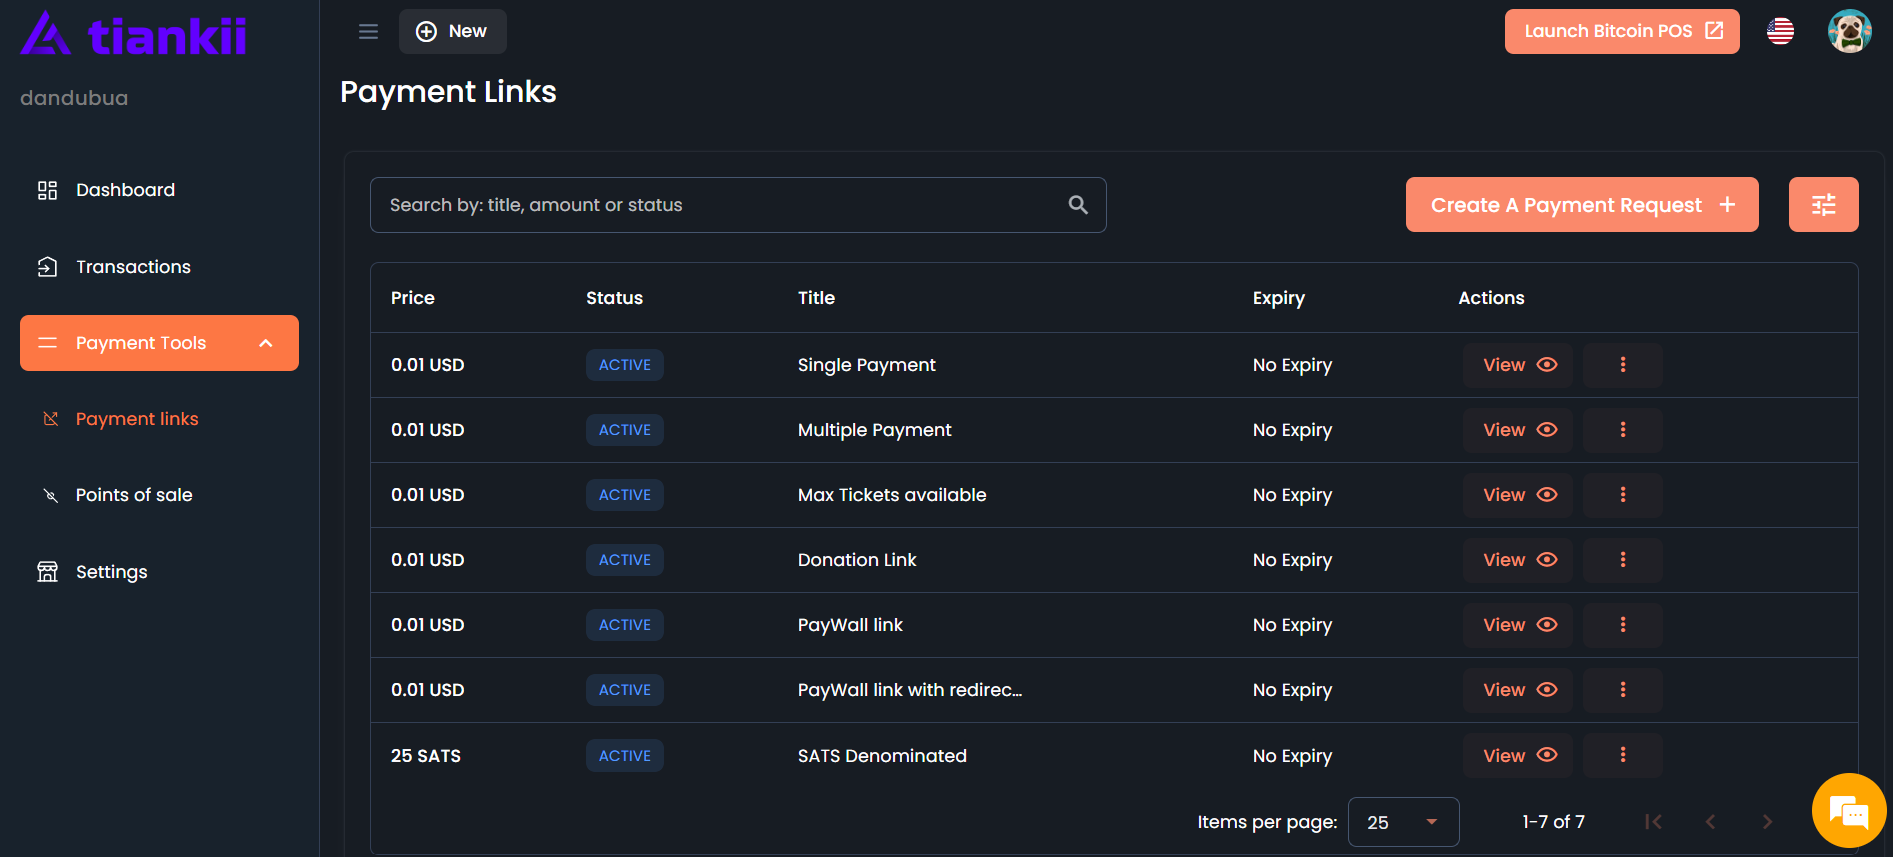 tiankii
New
Launch Bitcoin POS
dandubua
Payment Links
Dashboard
Transactions
Payment Tools
Payment links
Points of sale
Settings
Search by: title, amount or status
Create A Payment Request +
Price Status Title Expiry Actions
0.01 USD ACTIVE Single Payment No Expiry View
0.01 USD ACTIVE Multiple Payment No Expiry View
0.01 USD ACTIVE Max Tickets available No Expiry View
0.01 USD ACTIVE Donation Link No Expiry View
0.01 USD ACTIVE PayWall link No Expiry View
0.01 USD ACTIVE PayWall link with redirec... No Expiry View
25 SATS ACTIVE SATS Denominated No Expiry View
Items per page: 25 1-7 of 7